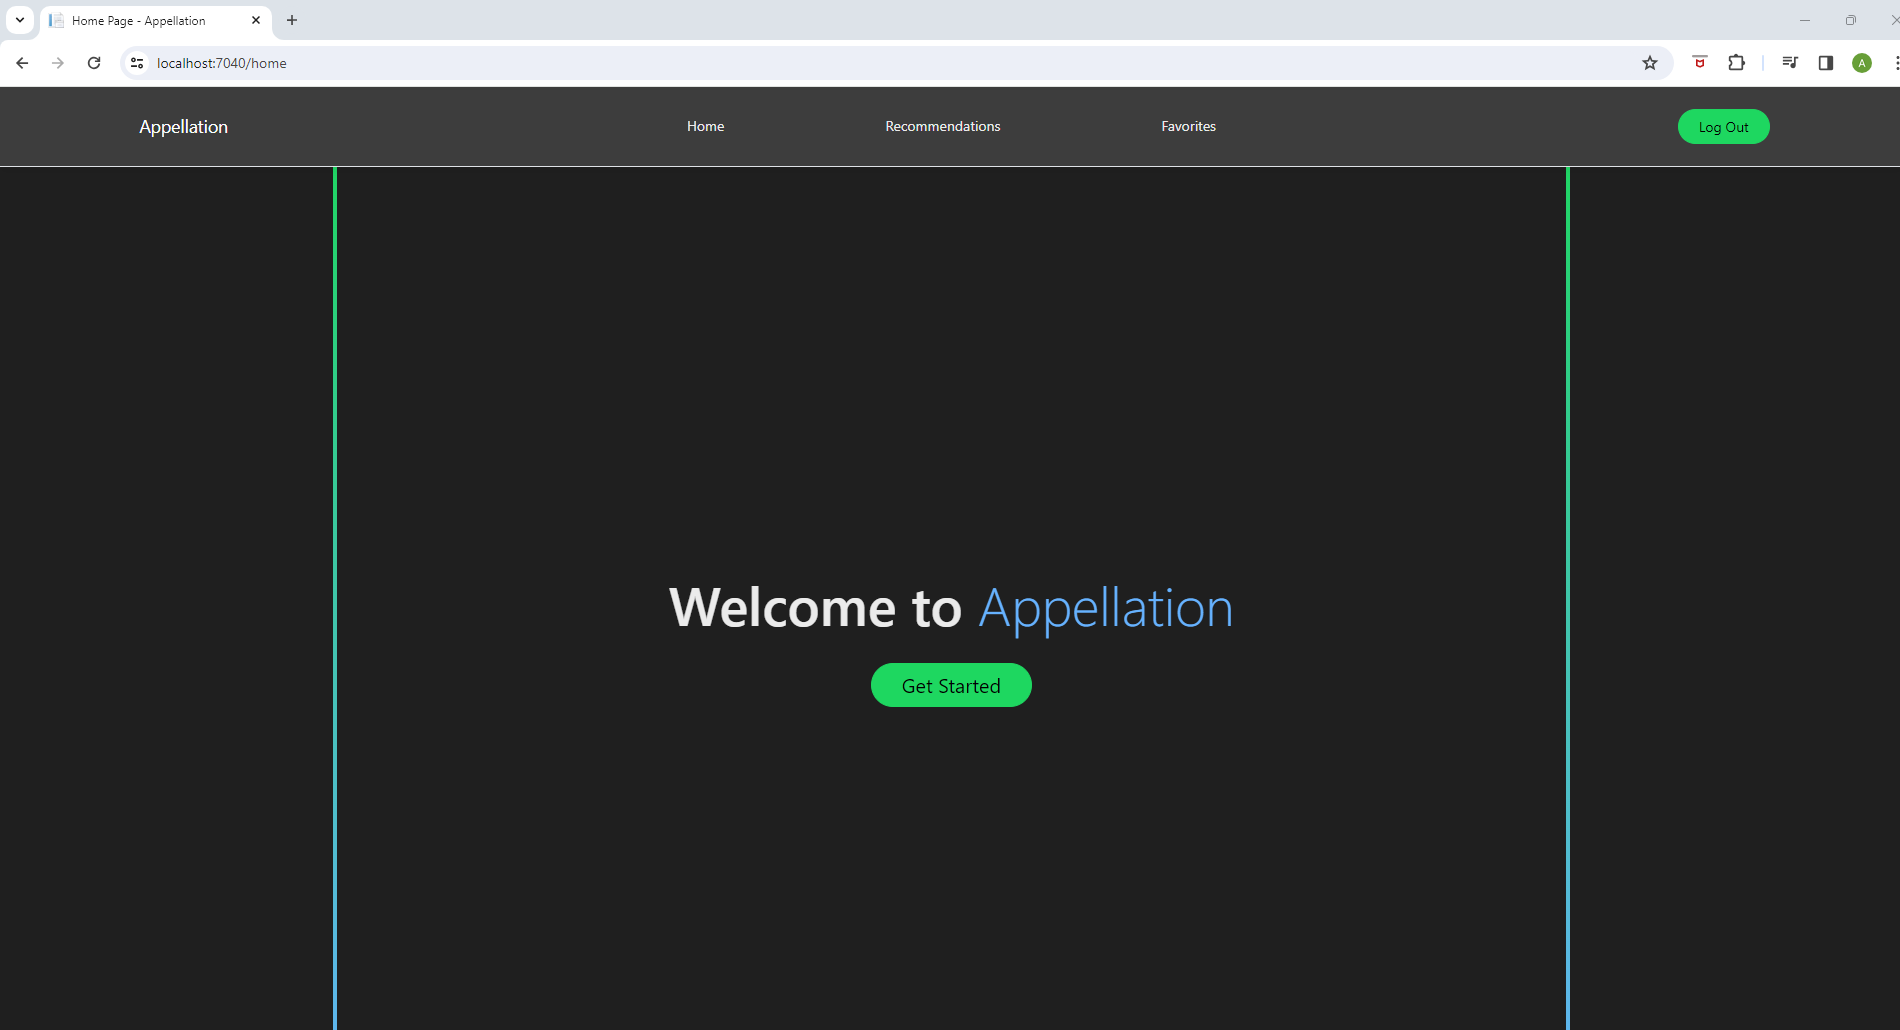 Home Page - Appellation
localhost:7040/home
A
Appellation
Home
Recommendations
Favorites
Log Out
Welcome to Appellation
Get Started